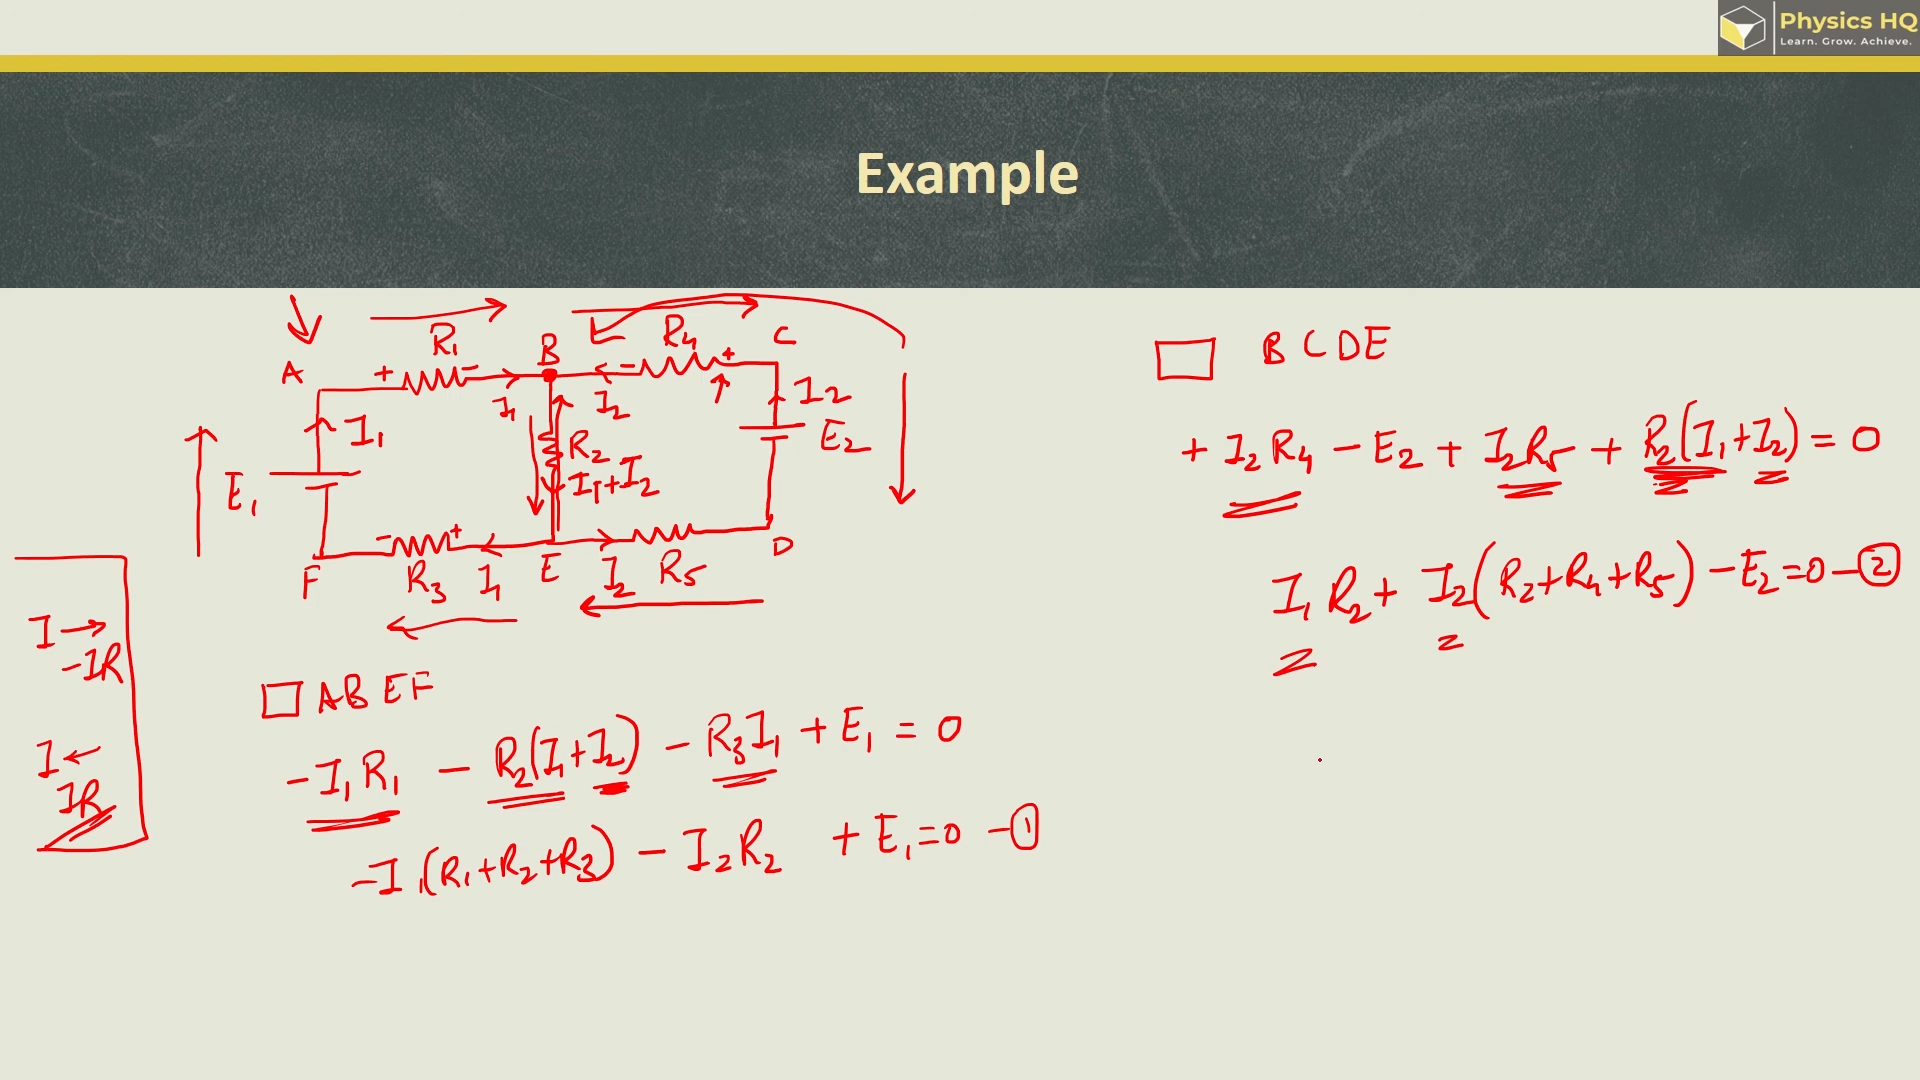 Physics HQ
Learn. Grow. Achieve.
Example
A
R₁
B
R₄
C
+
-
-
+
I₁
I₁
I₂
I2
E₁
R₂
I₁+I₂
E₂
-
+
F
R₃
I₁
E
I₂
R₅
D
I →
-IR
I ←
IR
□ ABEF
-I₁R₁ - R₂(I₁+I₂) - R₃I₁ + E₁ = 0
-I₁(R₁+R₂+R₃) - I₂R₂ + E₁=0 -①
□ BCDE
+ I₂R₄ - E₂ + I₂R₅ + R₂(I₁+I₂) = 0
I₁R₂+ I₂(R₂+R₄+R₅) -E₂=0-②